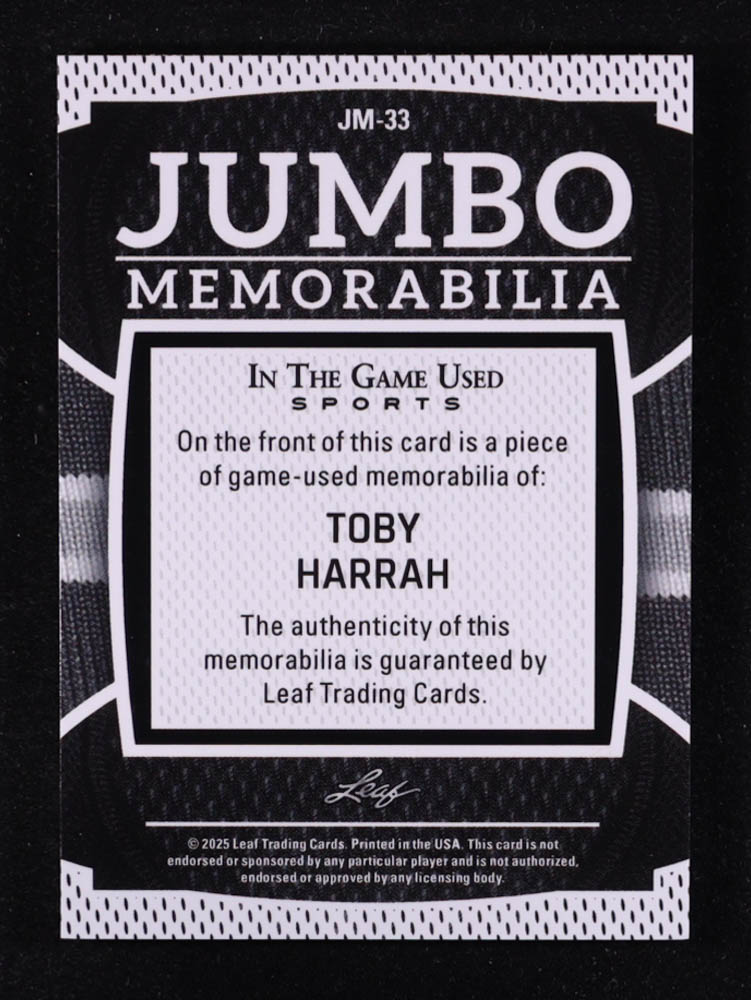 JM-33
JUMBO
MEMORABILIA
IN THE GAME USED
SPORTS
On the front of this card is a piece
of game-used memorabilia of:
TOBY
HARRAH
The authenticity of this
memorabilia is guaranteed by
Leaf Trading Cards.
Leaf
© 2025 Leaf Trading Cards. Printed in the USA. This card is not
endorsed or sponsored by any particular player and is not authorized,
endorsed or approved by any licensing body.